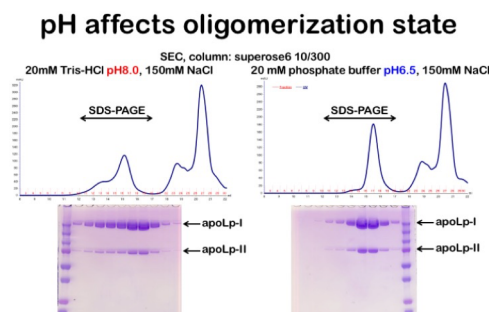 pH affects oligomerization state
SEC, column: superose6 10/300
20mM Tris-HCl pH8.0, 150mM NaCl
20 mM phosphate buffer pH6.5, 150mM NaCl
SDS-PAGE
SDS-PAGE
apoLp-I
apoLp-II
apoLp-I
apoLp-II